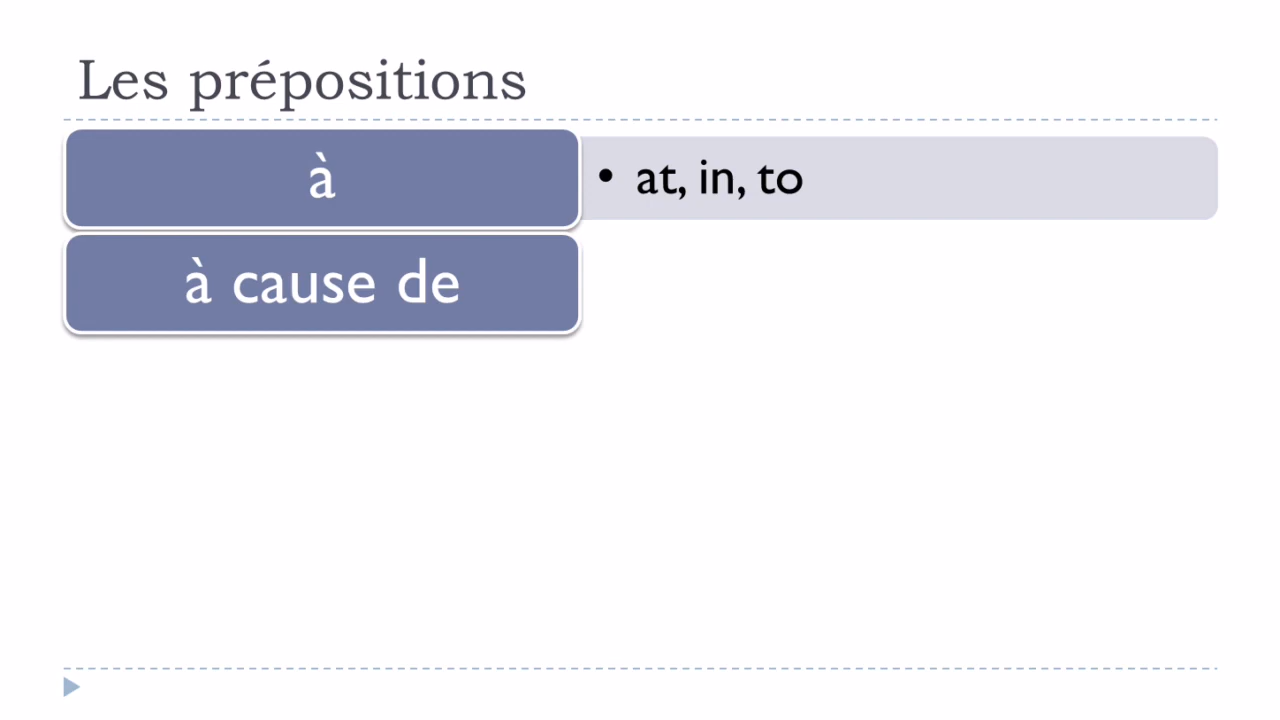 Les prépositions
à
• at, in, to
à cause de